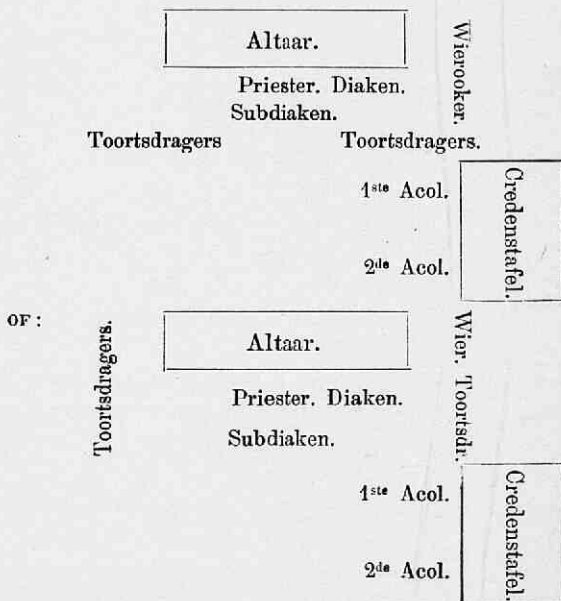 Altaar.
Wierooker.
Priester. Diaken.
Subdiaken.
Toortsdragers Toortsdragers.
1ste Acol.
Credenstafel.
2de Acol.
OF:
Toortsdragers.
Altaar.
Wier. Toortsdr.
Priester. Diaken.
Subdiaken.
1ste Acol.
Credenstafel.
2de Acol.